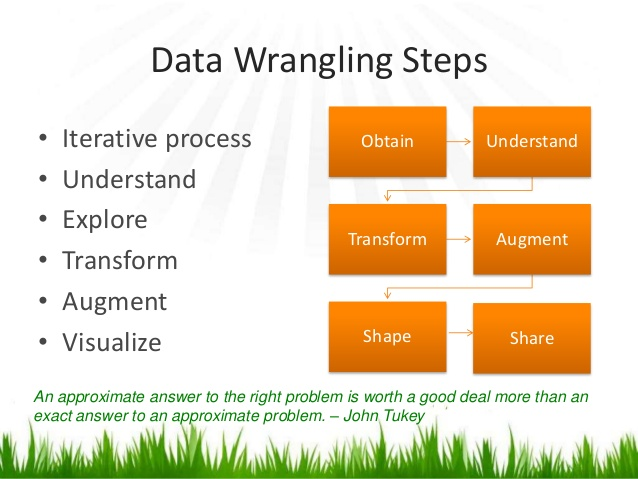 Data Wrangling Steps
• Iterative process
• Understand
• Explore
• Transform
• Augment
• Visualize
Obtain
Understand
Transform
Augment
Shape
Share
An approximate answer to the right problem is worth a good deal more than an
exact answer to an approximate problem. – John Tukey